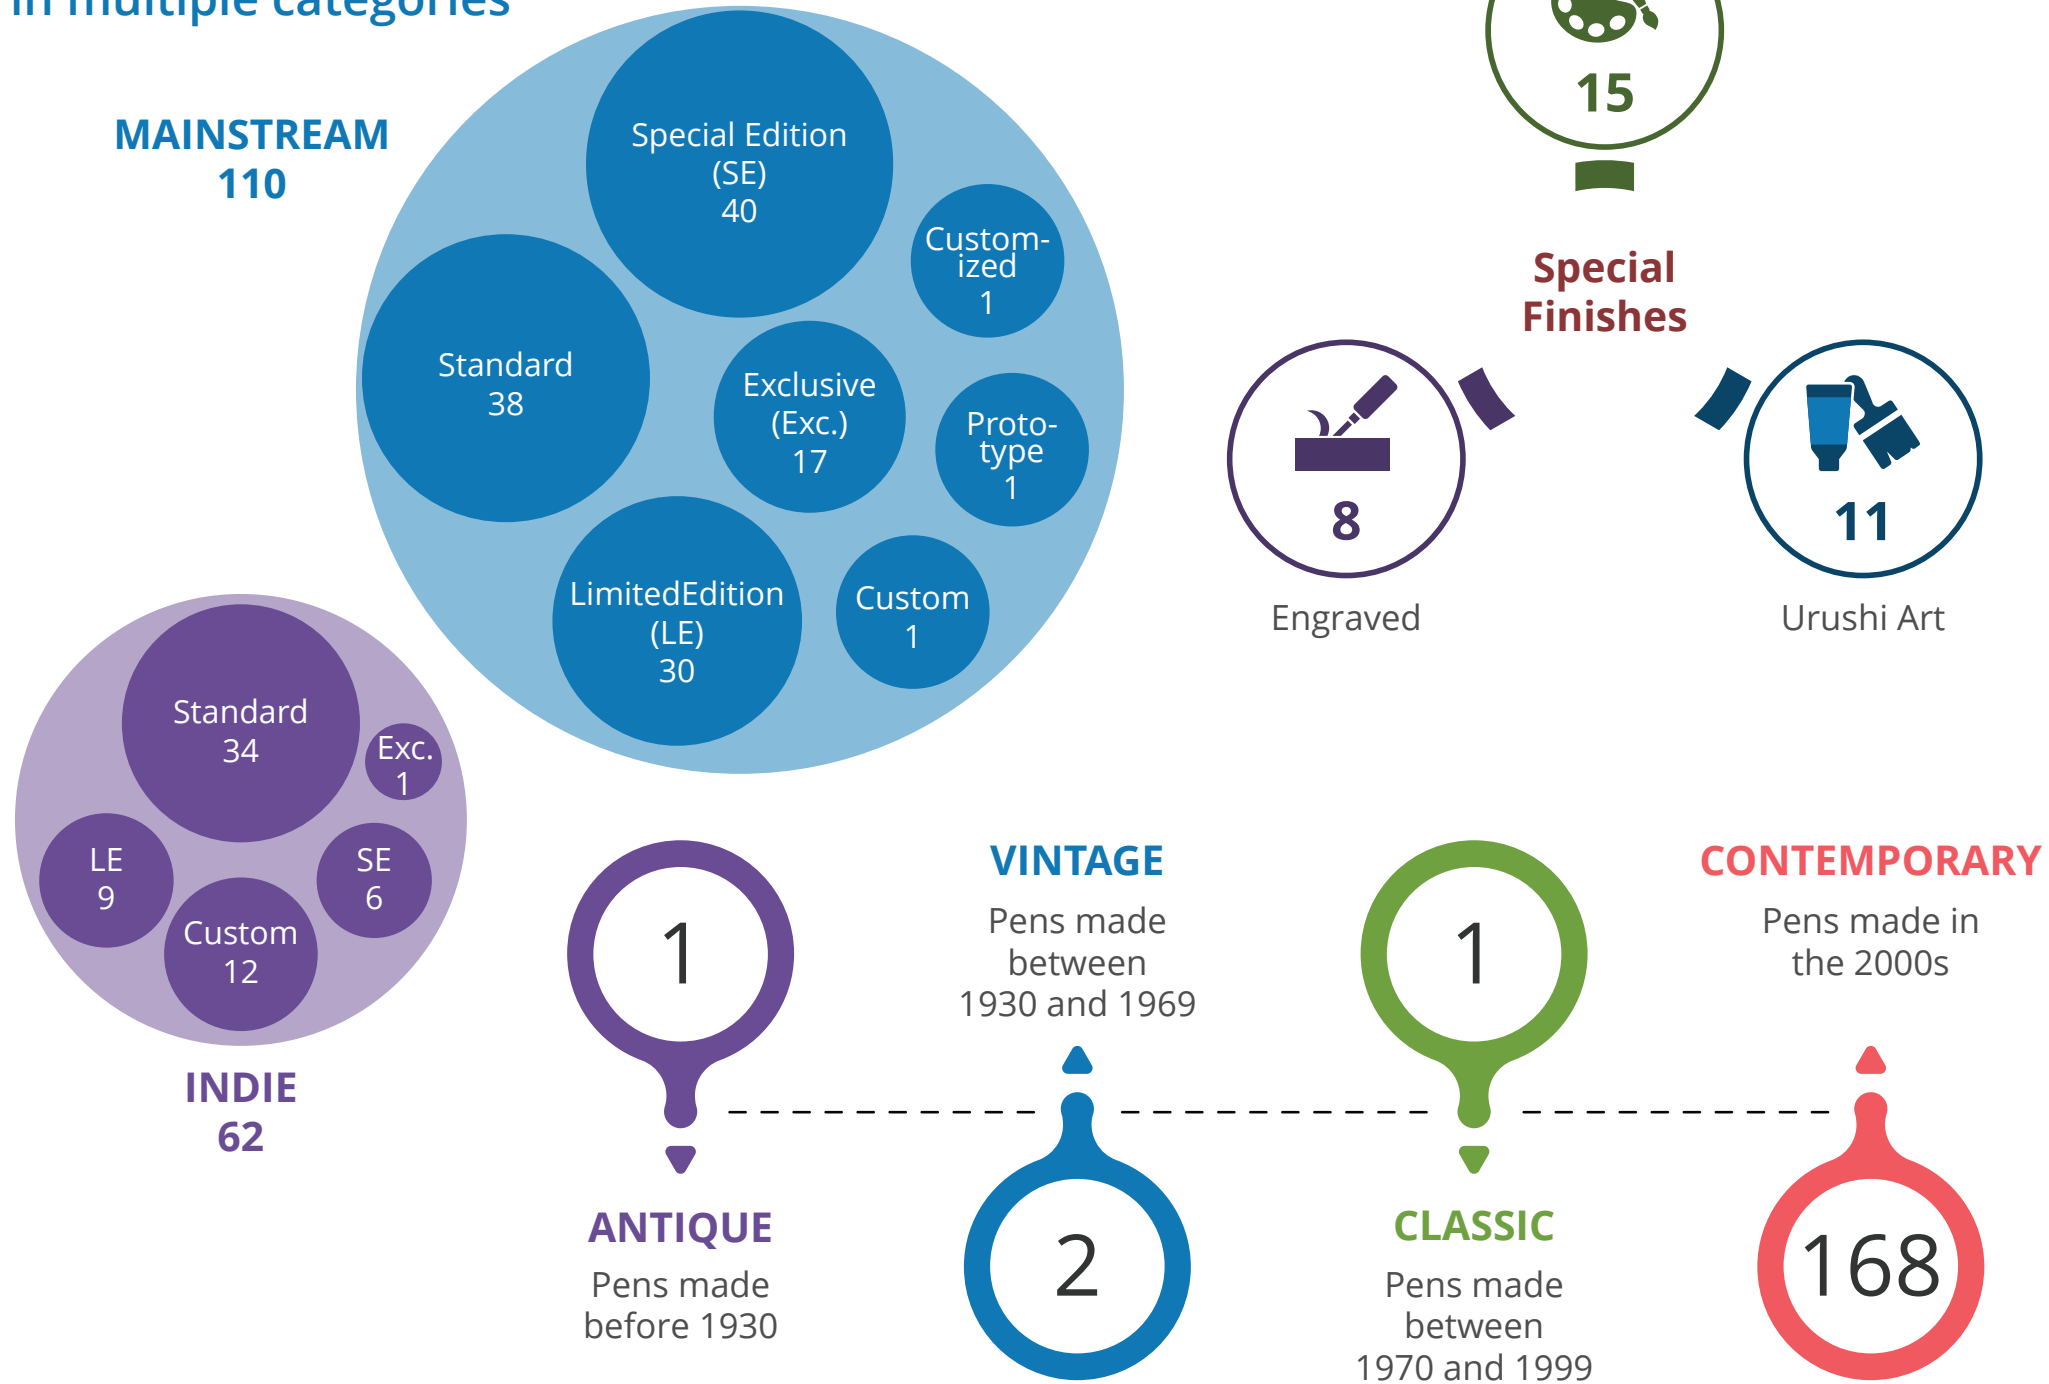 in multiple categories
MAINSTREAM
110
Special Edition
(SE)
40
Custom-
ized
1
Standard
38
Exclusive
(Exc.)
17
Proto-
type
1
LimitedEdition
(LE)
30
Custom
1
15
Special
Finishes
8
Engraved
11
Urushi Art
Standard
34
Exc.
1
LE
9
SE
6
Custom
12
INDIE
62
1
ANTIQUE
Pens made
before 1930
VINTAGE
Pens made
between
1930 and 1969
2
1
CLASSIC
Pens made
between
1970 and 1999
CONTEMPORARY
Pens made in
the 2000s
168